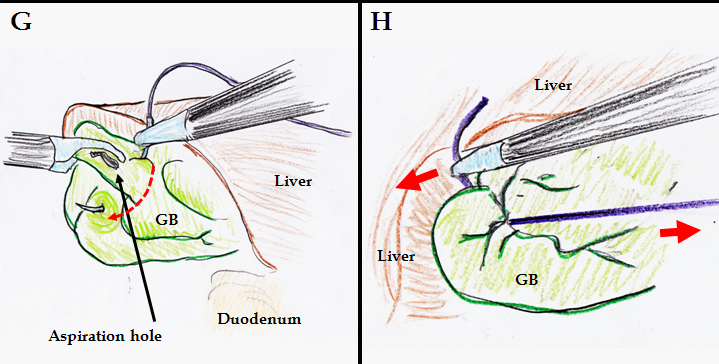 G
Liver
GB
Aspiration hole
Duodenum
H
Liver
Liver
GB